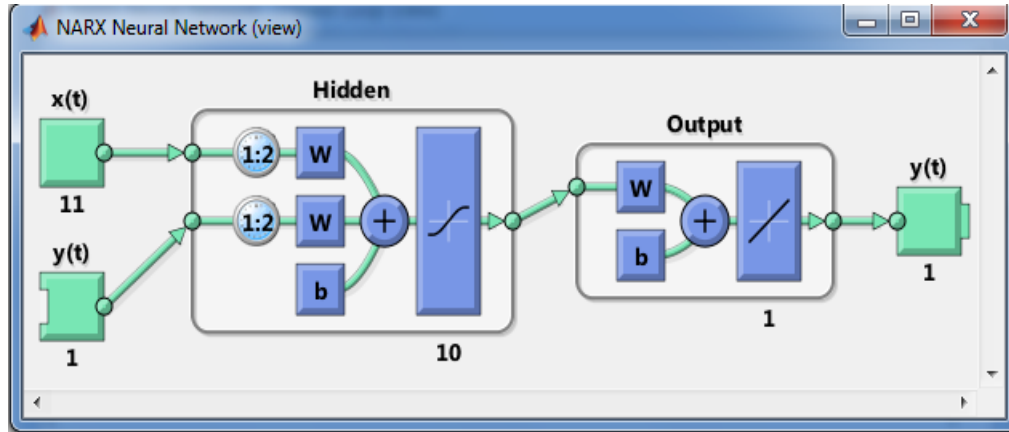 NARX Neural Network (view)
Hidden
x(t)
1:2
W
11
1:2
W
+
y(t)
b
1
10
Output
W
+
b
1
y(t)
1